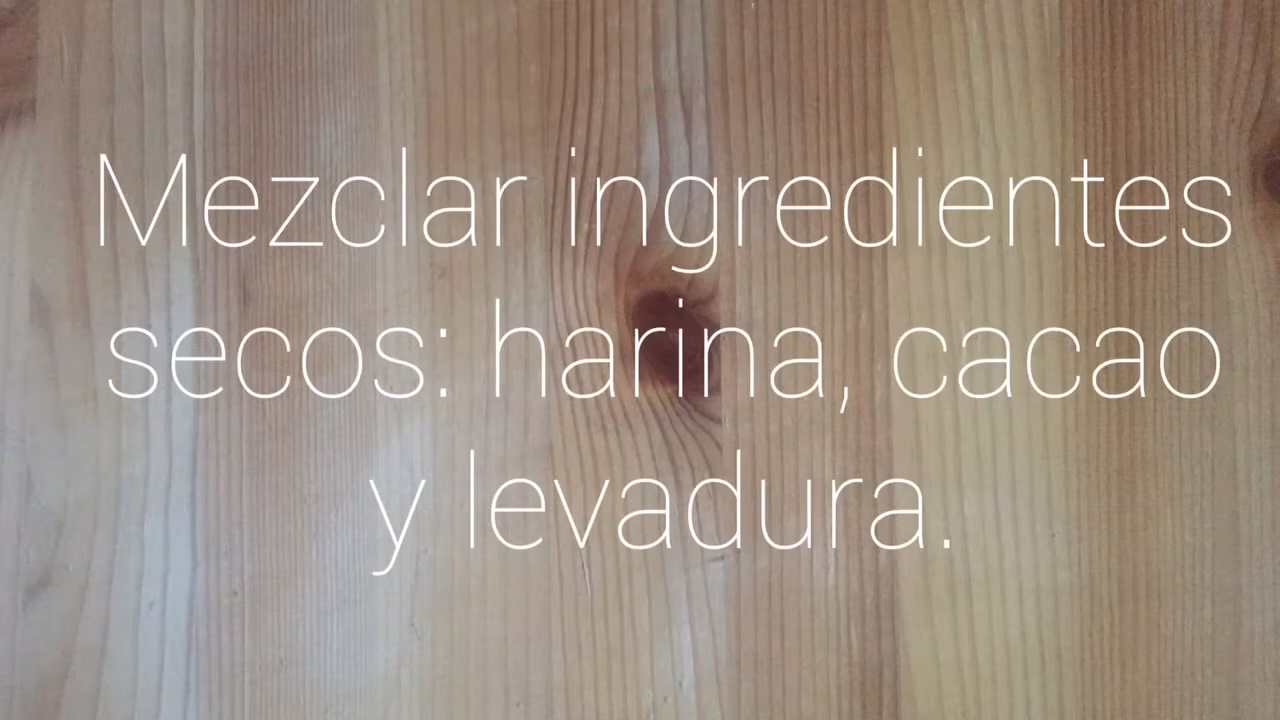 Mezclar ingredientes
secos: harina, cacao
y levadura.